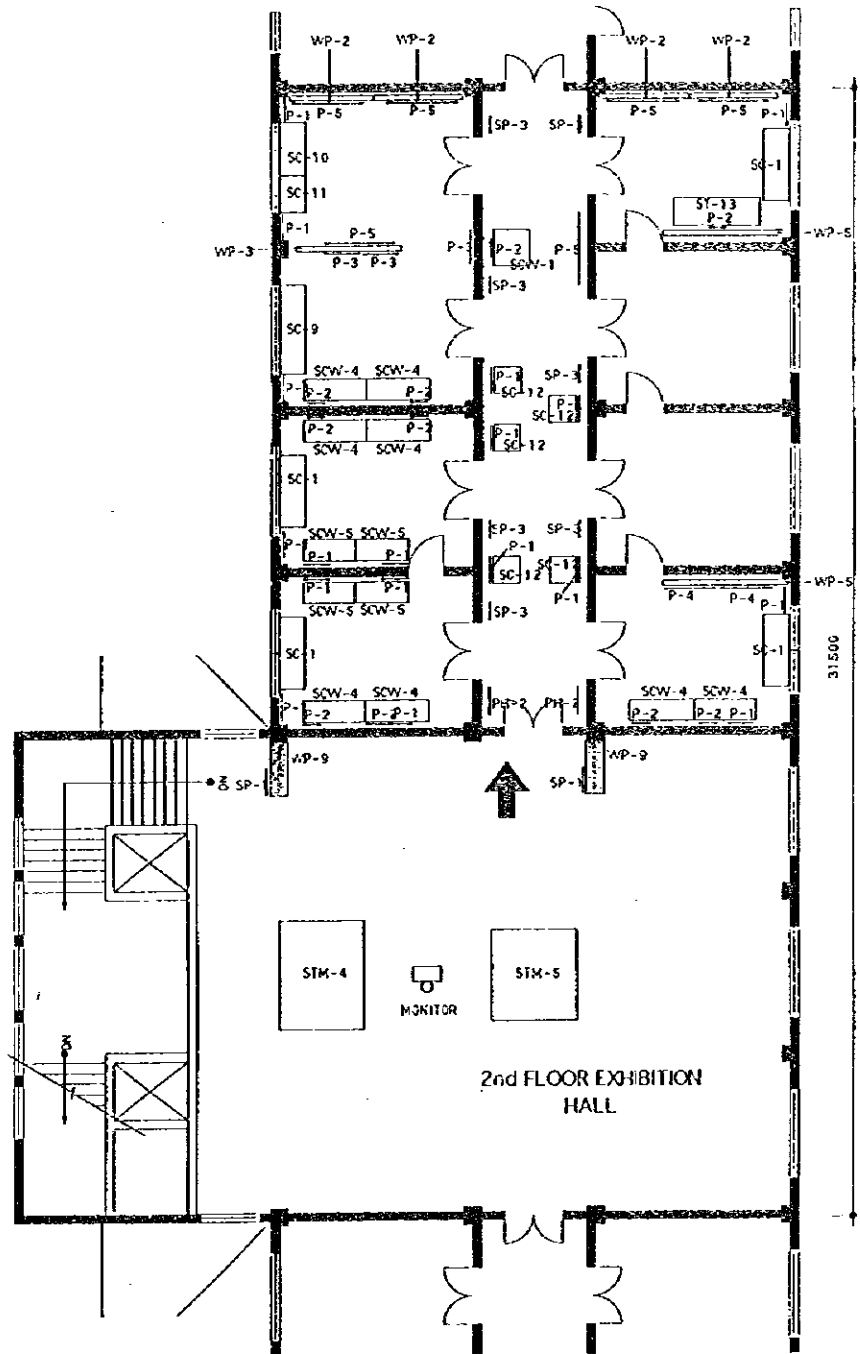 WP-2 WP-2 WP-2 WP-2
P-1 P-5 P-5 SP-3 P-5 P-5 P-1
SC-10 SC-1
SC-11
ST-13
P-1 P-5 P-2 P-2
WP-3 P-3 P-3 SCW-1 WP-5
SP-3
SC-9
SCW-4 SCW-4 P-1 SP-3
P-2 P-2 SC-12
P-2 P-2 P-1 SC-12
SCW-4 SCW-4 SC-12
SC-1
SCW-5 SCW-5 SP-3 SP-3
P-1 P-1 P-1
SC-12 WP-5
P-1 P-1 P-4 P-4
SCW-5 SCW-5 SP-3 P-1 P-1
SC-1 SC-1
31500
SCW-4 SCW-4 SCW-4 SCW-4
P-2 P-2 P-1 P-2 P-2 P-1
WP-9 WP-9
DN SP-1 SP-1
STM-4 STM-5
MONITOR
DN
2nd FLOOR EXHIBITION
HALL